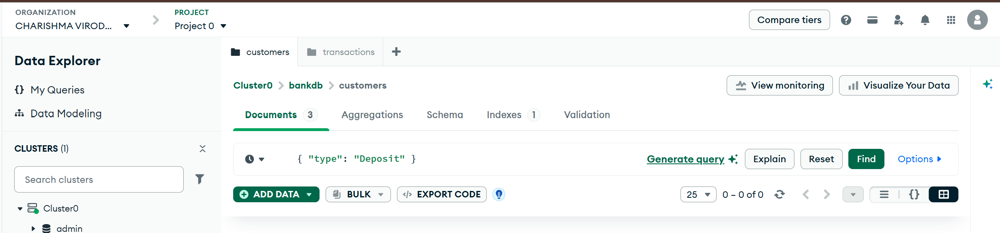 ORGANIZATION
CHARISHMA VIROD...
PROJECT
Project 0
Compare tiers
Data Explorer
My Queries
Data Modeling
CLUSTERS (1)
Search clusters
Cluster0
admin
customers
transactions
Cluster0 bankdb customers
View monitoring
Visualize Your Data
Documents 3 Aggregations Schema Indexes 1 Validation
{ "type": "Deposit" }
Generate query
Explain
Reset
Find
Options
ADD DATA
BULK
EXPORT CODE
25
0 – 0 of 0